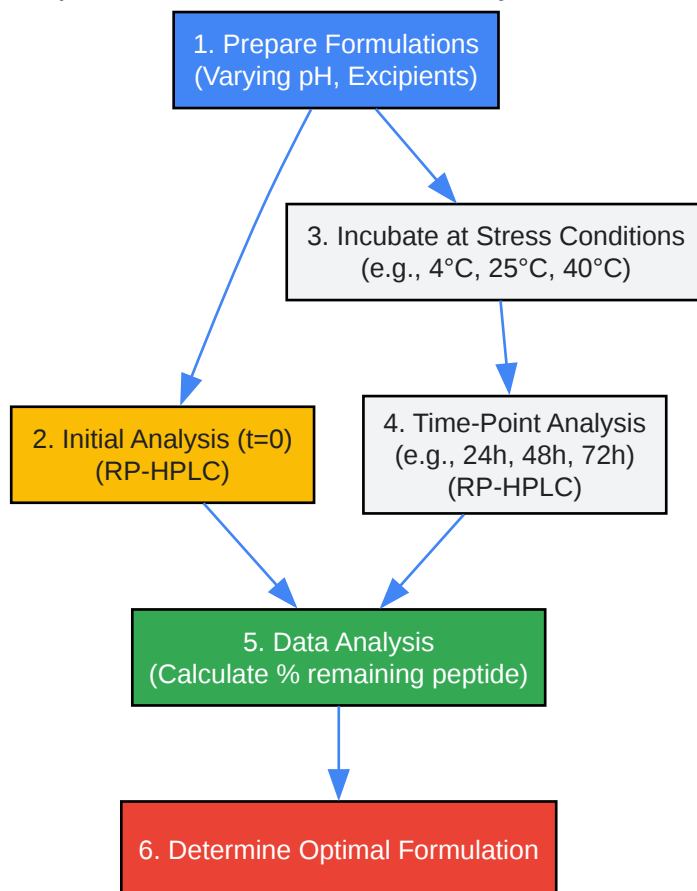 1. Prepare Formulations
(Varying pH, Excipients)
3. Incubate at Stress Conditions
(e.g., 4°C, 25°C, 40°C)
2. Initial Analysis (t=0)
(RP-HPLC)
4. Time-Point Analysis
(e.g., 24h, 48h, 72h)
(RP-HPLC)
5. Data Analysis
(Calculate % remaining peptide)
6. Determine Optimal Formulation